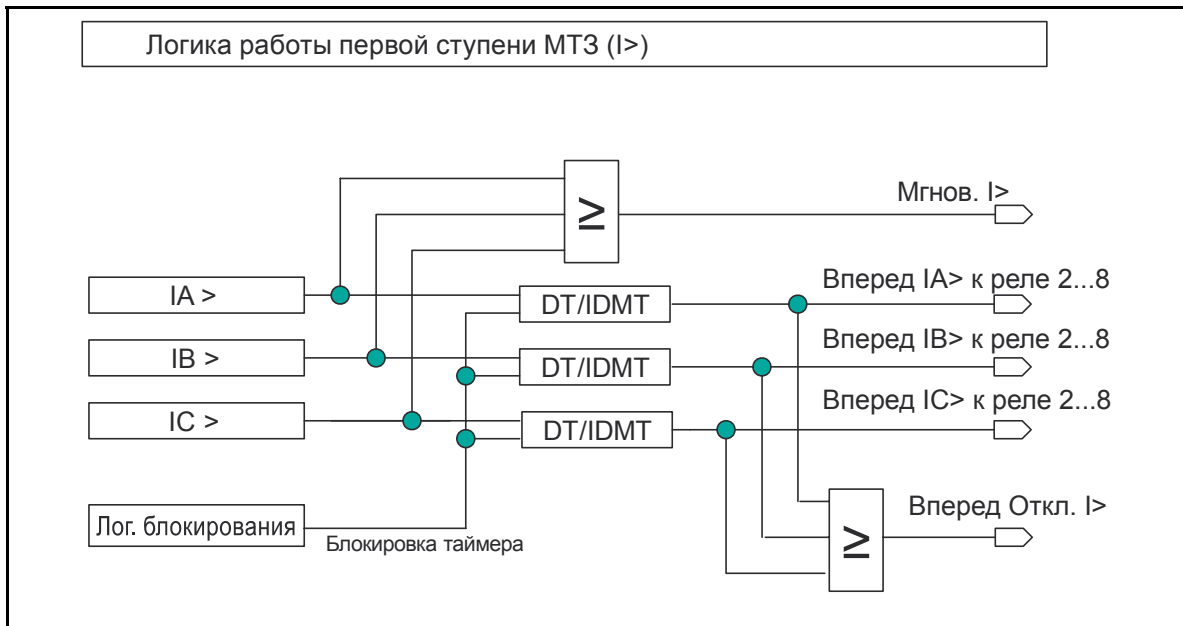 Логика работы первой ступени МТЗ (I>)
≥
Мгнов. I>
IA >
DT/IDMT
Вперед IA> к реле 2...8
IB >
DT/IDMT
Вперед IB> к реле 2...8
IC >
DT/IDMT
Вперед IC> к реле 2...8
Лог. блокирования
Блокировка таймера
≥
Вперед Откл. I>